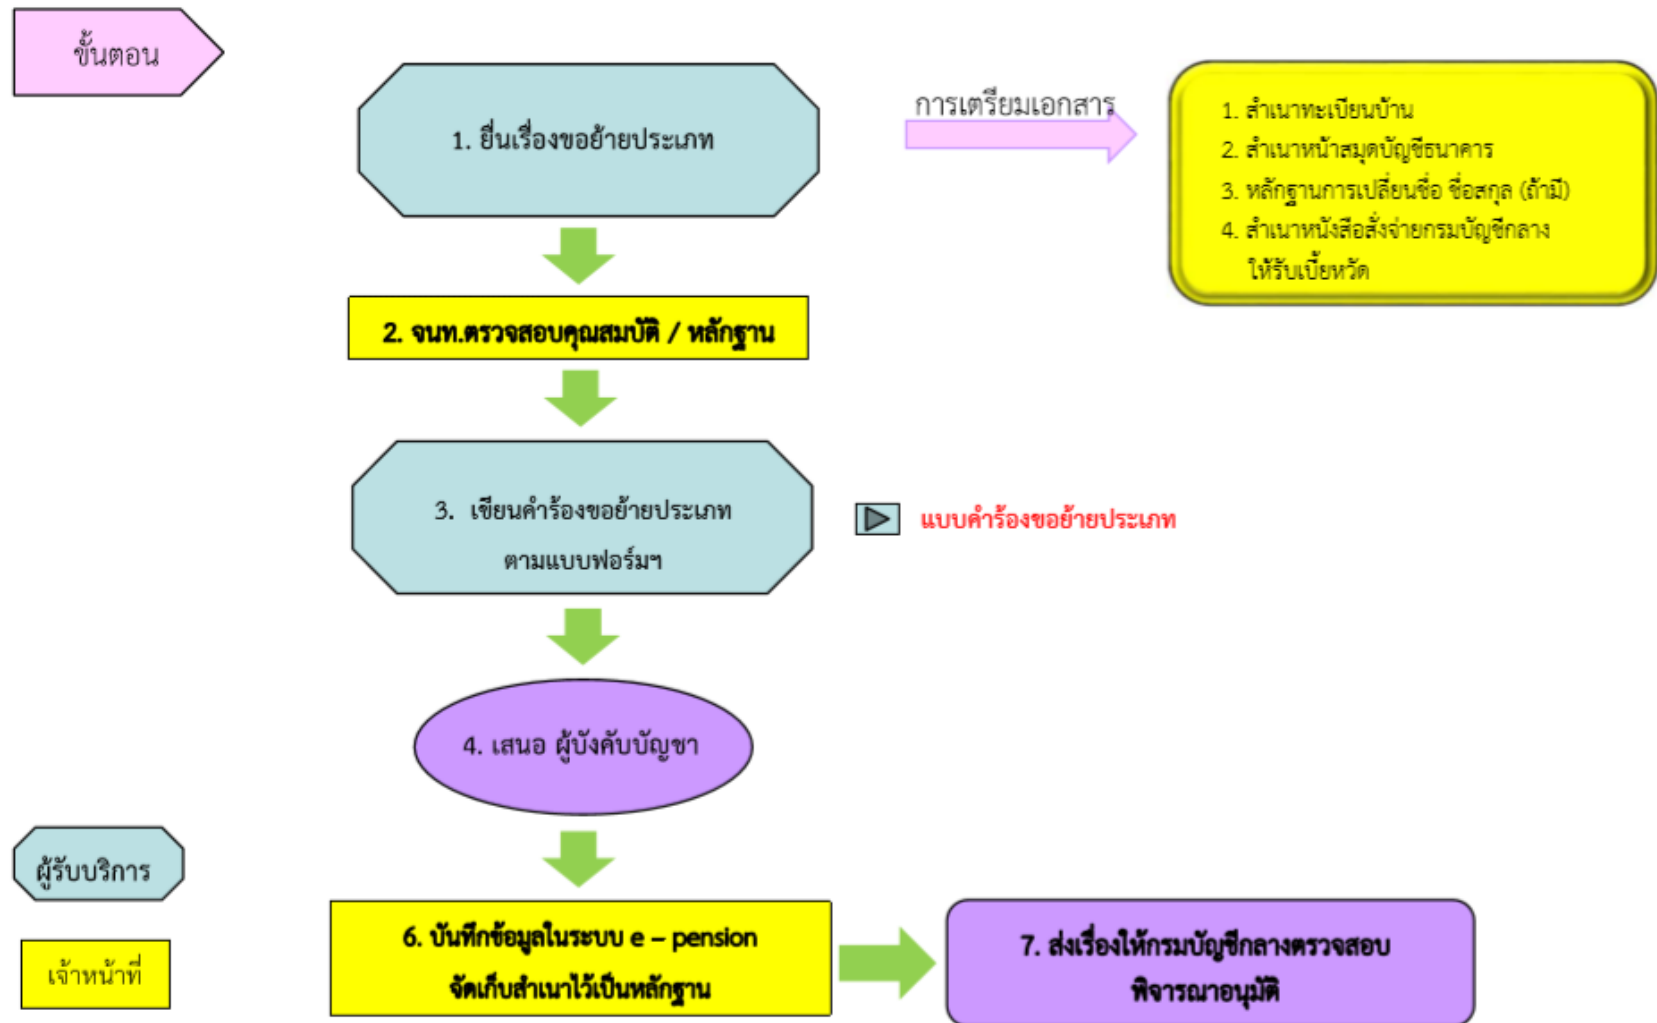 ขั้นตอน
1. ยื่นเรื่องขอย้ายประเภท
การเตรียมเอกสาร
1. สำเนาทะเบียนบ้าน
2. สำเนาหน้าสมุดบัญชีธนาคาร
3. หลักฐานการเปลี่ยนชื่อ ชื่อสกุล (ถ้ามี)
4. สำเนาหนังสือสั่งจ่ายกรมบัญชีกลาง
ให้รับเบี้ยหวัด
2. จนท.ตรวจสอบคุณสมบัติ / หลักฐาน
3. เขียนคำร้องขอย้ายประเภท
ตามแบบฟอร์มฯ
แบบคำร้องขอย้ายประเภท
4. เสนอ ผู้บังคับบัญชา
ผู้รับบริการ
เจ้าหน้าที่
6. บันทึกข้อมูลในระบบ e – pension
จัดเก็บสำเนาไว้เป็นหลักฐาน
7. ส่งเรื่องให้กรมบัญชีกลางตรวจสอบ
พิจารณาอนุมัติ